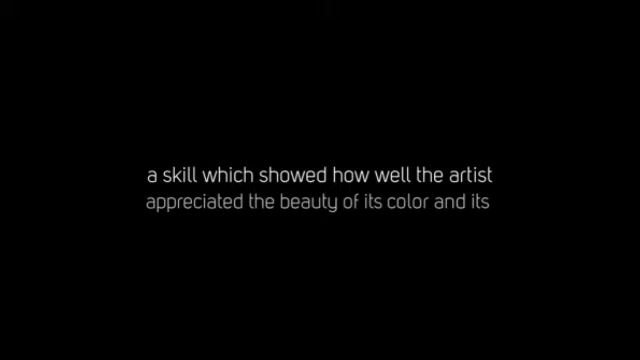 a skill which showed how well the artist
appreciated the beauty of its color and its